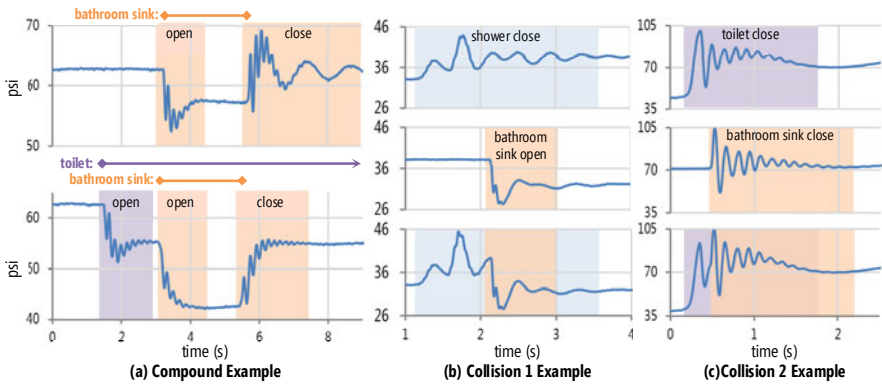 bathroom sink:
open
close
70
60
50
psi
toilet:
bathroom sink:
open
open
close
60
50
40
psi
0
2
4
6
8
time (s)
(a) Compound Example
shower close
46
36
26
bathroom
sink open
46
36
26
46
36
26
1
2
3
4
time (s)
(b) Collision 1 Example
toilet close
105
70
35
bathroom sink close
105
70
35
105
70
35
0
1
2
time (s)
(c)Collision 2 Example